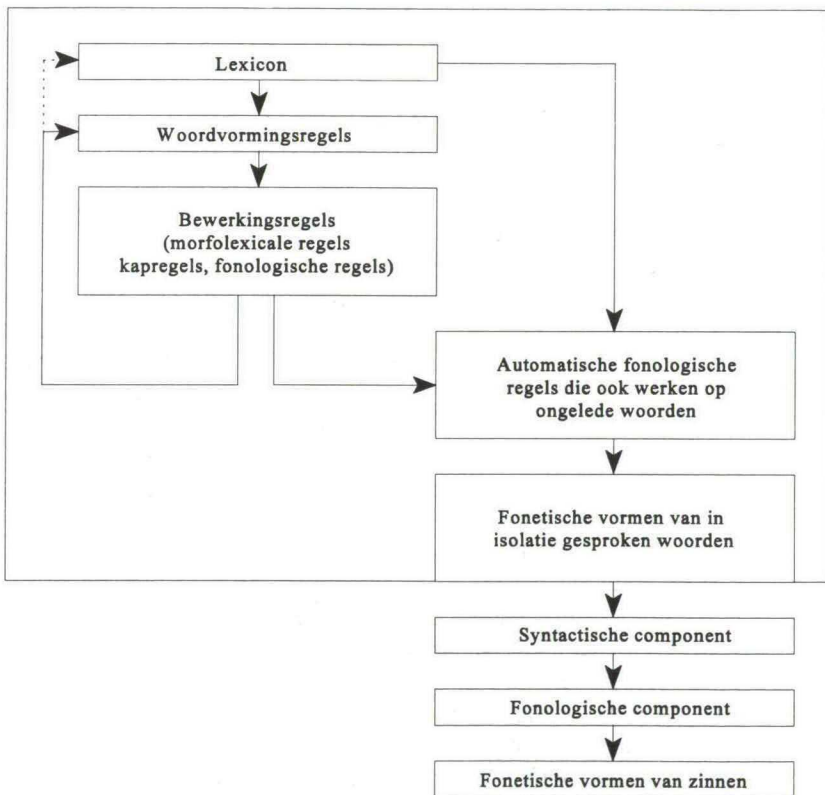 Lexicon
Woordvormingsregels
Bewerkingsregels
(morfolexicale regels
kapregels, fonologische regels)
Automatische fonologische
regels die ook werken op
ongelede woorden
Fonetische vormen van in
isolatie gesproken woorden
Syntactische component
Fonologische component
Fonetische vormen van zinnen